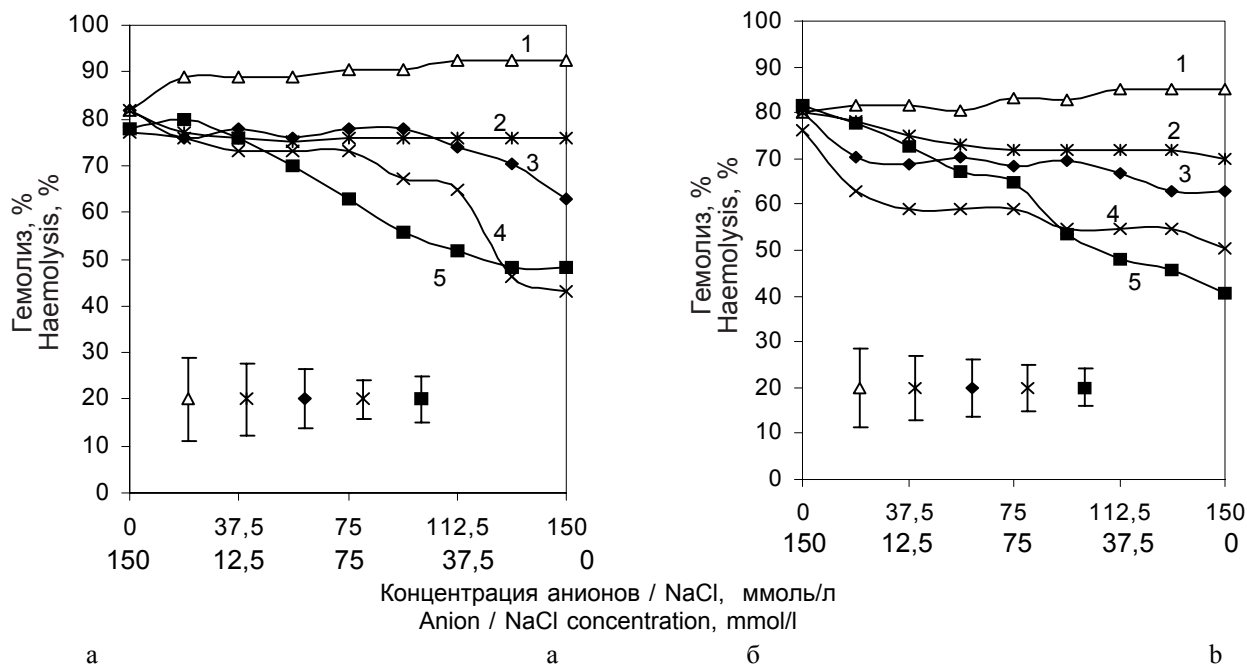 100
90
80
70
60
50
40
30
20
10
0
Гемолиз, %
Haemolysis, %
1
2
3
4
5
0 37,5 75 112,5 150
150 12,5 75 37,5 0
100
90
80
70
60
50
40
30
20
10
0
Гемолиз, %
Haemolysis, %
1
2
3
4
5
0 37,5 75 112,5 150
150 12,5 75 37,5 0
Концентрация анионов / NaCl, ммоль/л
Anion / NaCl concentration, mmol/l
а а б b